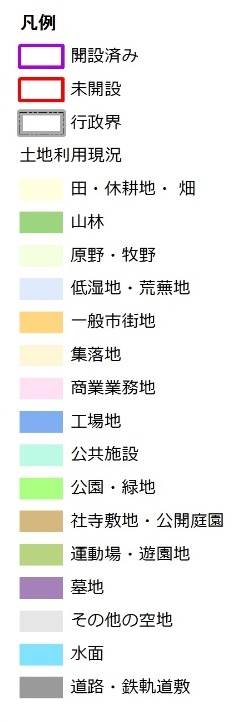 凡例
開設済み
未開設
行政界
土地利用現況
田・休耕地・ 畑
山林
原野・牧野
低湿地・荒蕪地
一般市街地
集落地
商業業務地
工場地
公共施設
公園・緑地
社寺敷地・公開庭園
運動場・遊園地
墓地
その他の空地
水面
道路・鉄軌道敷